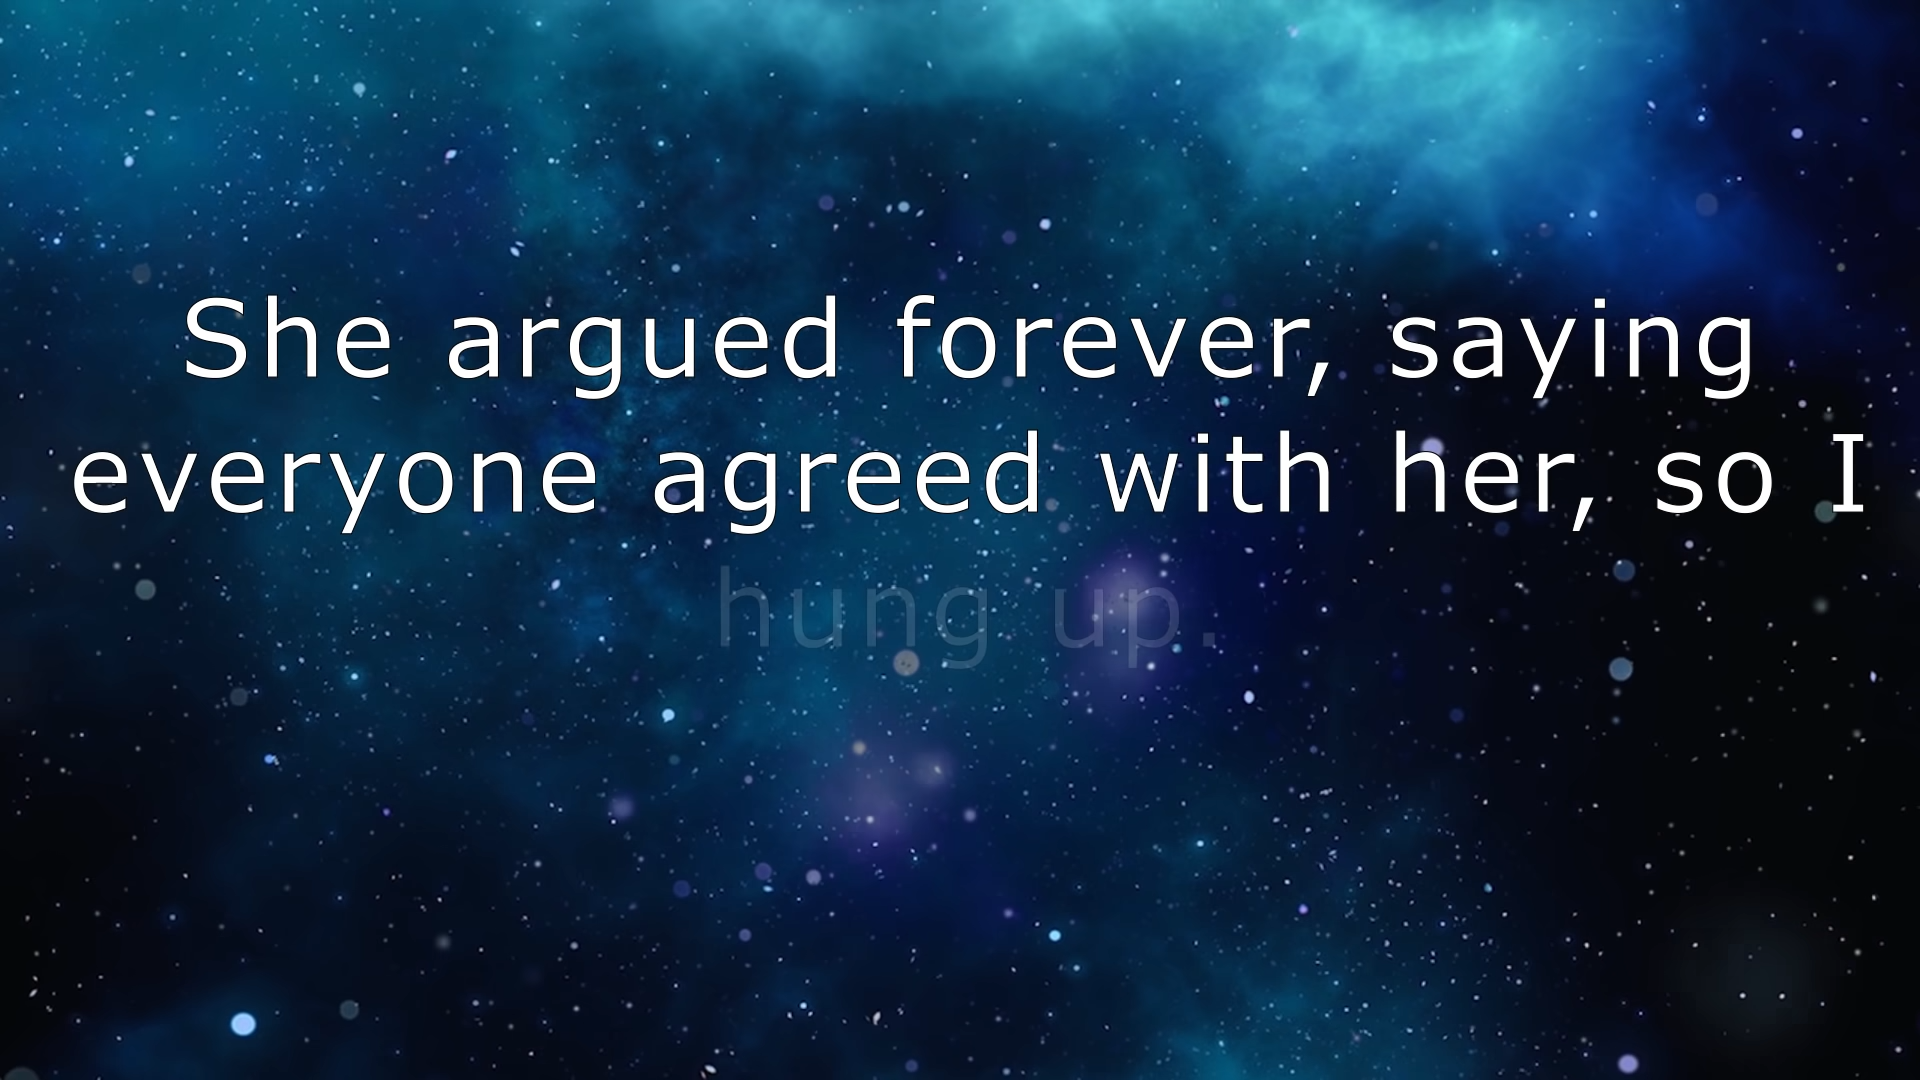 She argued forever, saying
everyone agreed with her, so I
hung up.